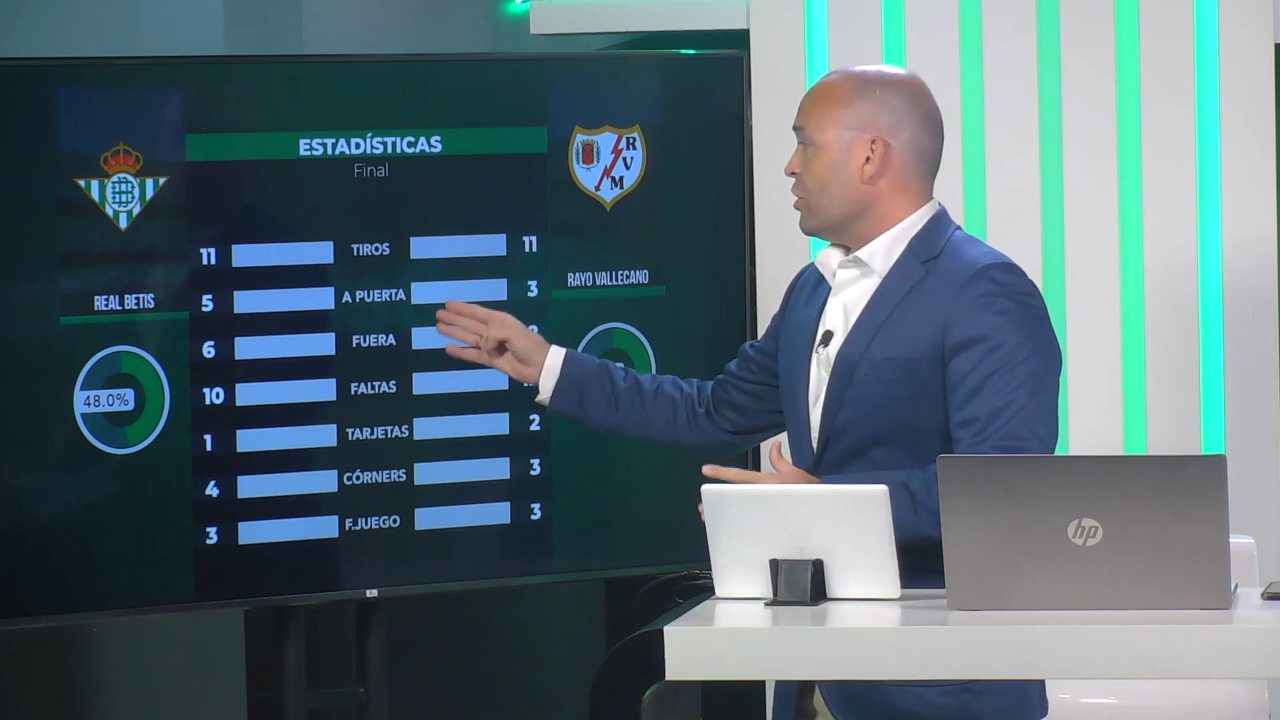 ESTADÍSTICAS
Final
RVM
REAL BETIS
RAYO VALLECANO
48.0%
11 TIROS 11
5 A PUERTA 3
6 FUERA
10 FALTAS
1 TARJETAS 2
4 CÓRNERS 3
3 F.JUEGO 3
hp